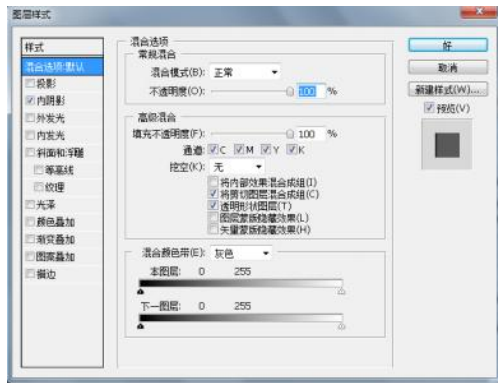 图层样式
样式
混合选项:默认
投影
内阴影
外发光
内发光
斜面和浮雕
等高线
纹理
光泽
颜色叠加
渐变叠加
图案叠加
描边
混合选项
常规混合
混合模式(B): 正常
不透明度(O): 100 %
高级混合
填充不透明度(F): 100 %
通道: C M Y K
挖空(K): 无
将内部效果混合成组(I)
将剪切图层混合成组(C)
透明形状图层(T)
图层蒙版隐藏效果(L)
矢量蒙版隐藏效果(H)
混合颜色带(E): 灰色
本图层: 0 255
下一图层: 0 255
好
取消
新建样式(W)...
预览(V)